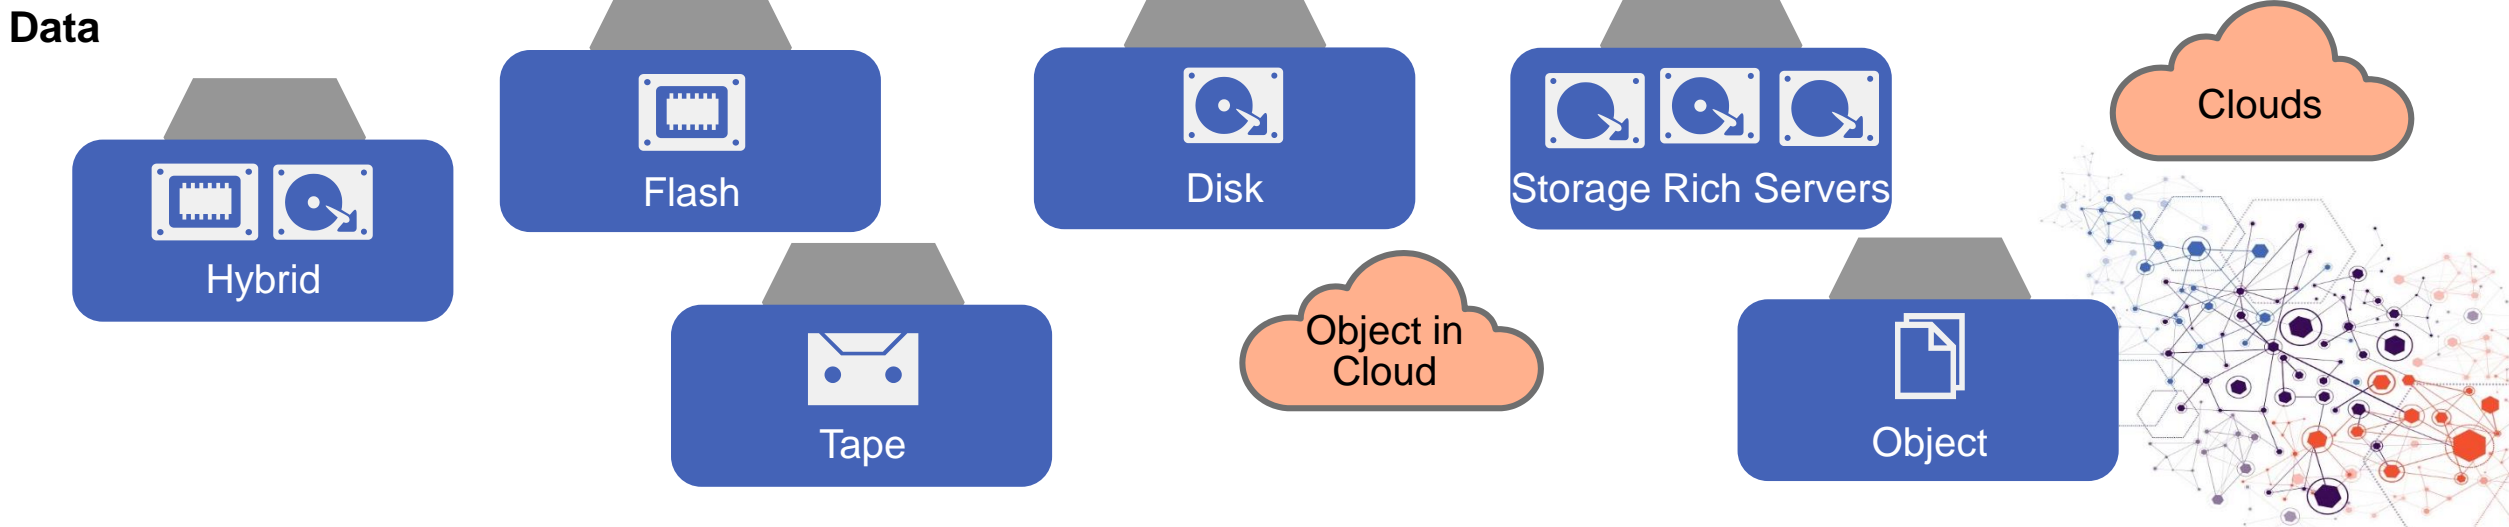 Data
Hybrid
Flash
Disk
Storage Rich Servers
Clouds
Tape
Object in
Cloud
Object